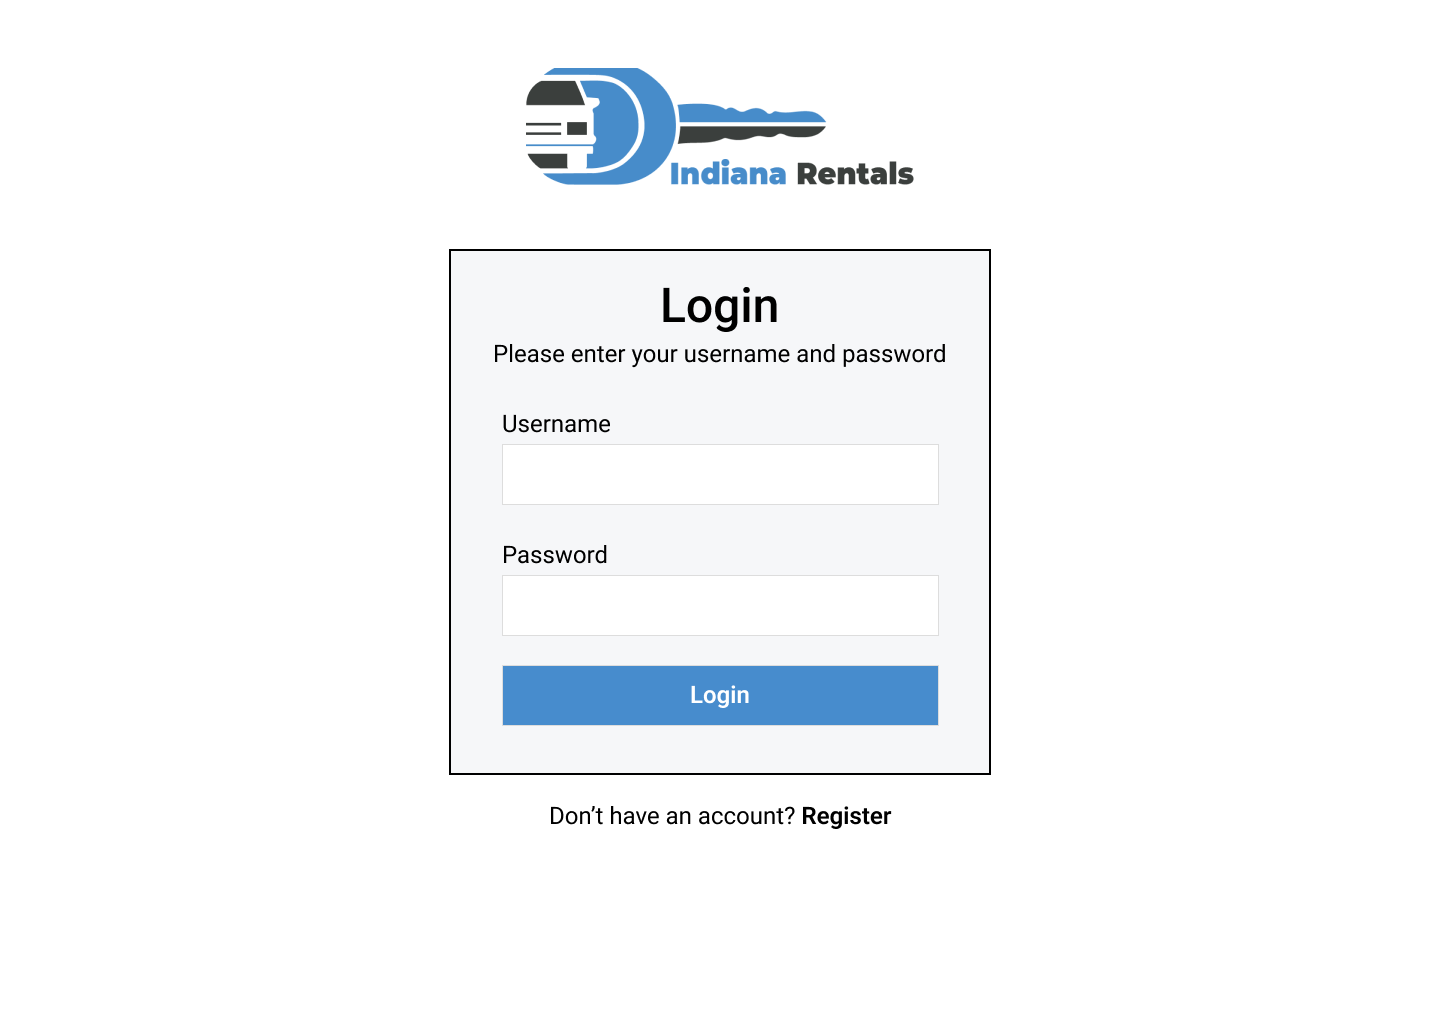 Indiana Rentals
Login
Please enter your username and password
Username
Password
Login
Don’t have an account? Register